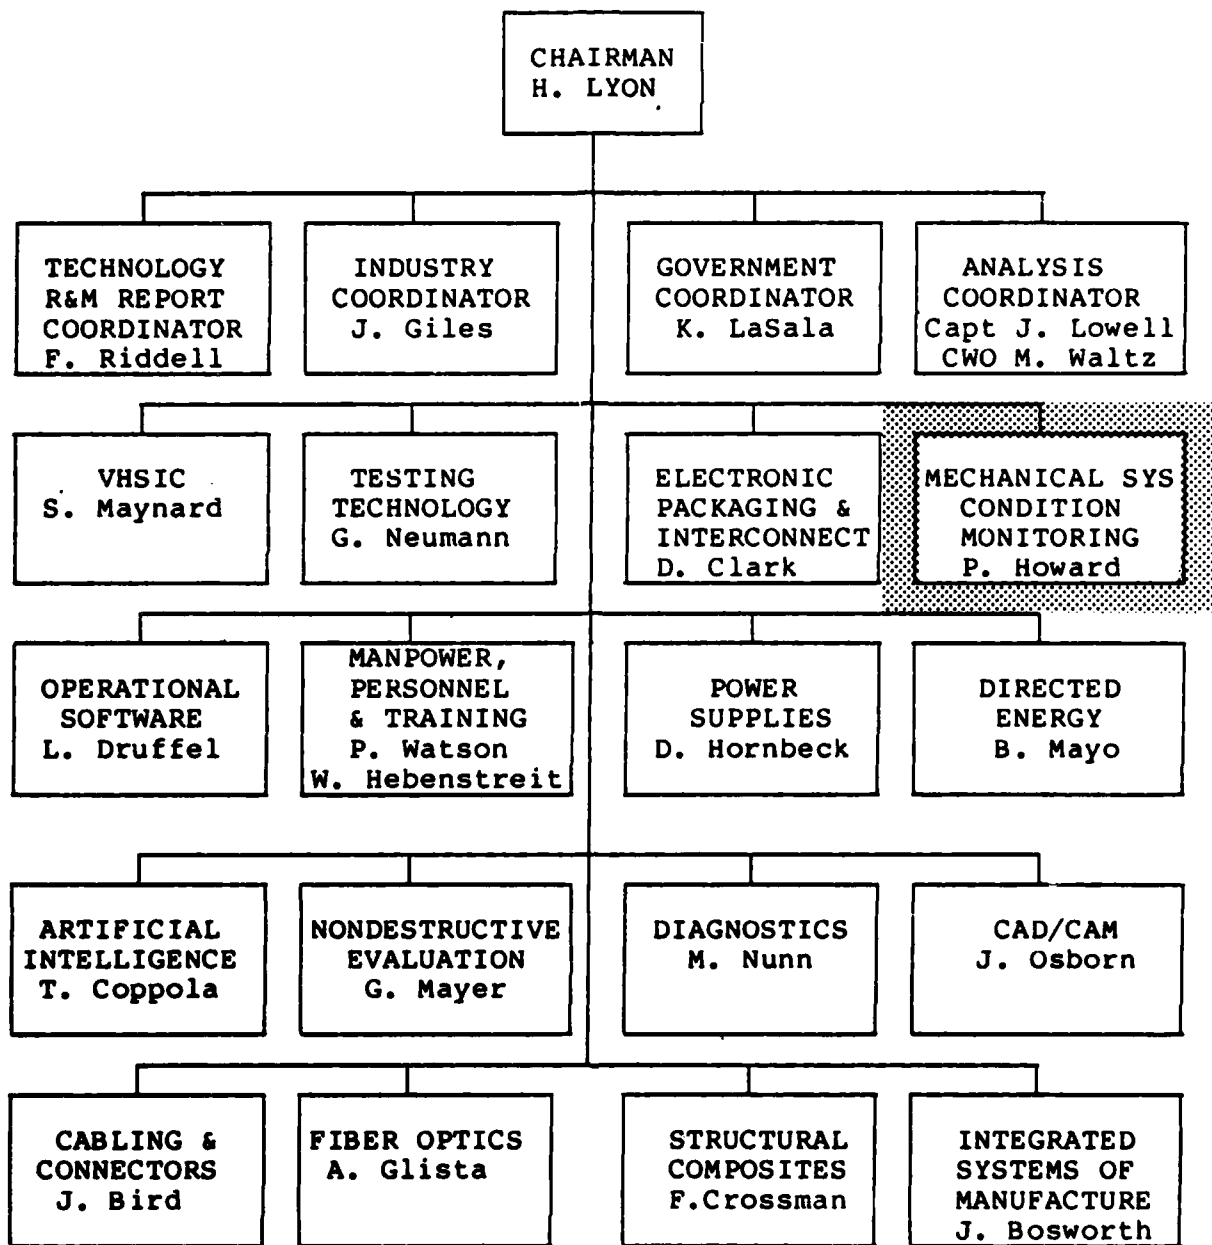 CHAIRMAN
H. LYON
TECHNOLOGY
R&M REPORT
COORDINATOR
F. Riddell
INDUSTRY
COORDINATOR
J. Giles
GOVERNMENT
COORDINATOR
K. LaSala
ANALYSIS
COORDINATOR
Capt J. Lowell
CWO M. Waltz
VHSIC
S. Maynard
TESTING
TECHNOLOGY
G. Neumann
ELECTRONIC
PACKAGING &
INTERCONNECT
D. Clark
MECHANICAL SYS
CONDITION
MONITORING
P. Howard
OPERATIONAL
SOFTWARE
L. Druffel
MANPOWER,
PERSONNEL
& TRAINING
P. Watson
W. Hebenstreit
POWER
SUPPLIES
D. Hornbeck
DIRECTED
ENERGY
B. Mayo
ARTIFICIAL
INTELLIGENCE
T. Coppola
NONDESTRUCTIVE
EVALUATION
G. Mayer
DIAGNOSTICS
M. Nunn
CAD/CAM
J. Osborn
CABLING &
CONNECTORS
J. Bird
FIBER OPTICS
A. Glista
STRUCTURAL
COMPOSITES
F.Crossman
INTEGRATED
SYSTEMS OF
MANUFACTURE
J. Bosworth